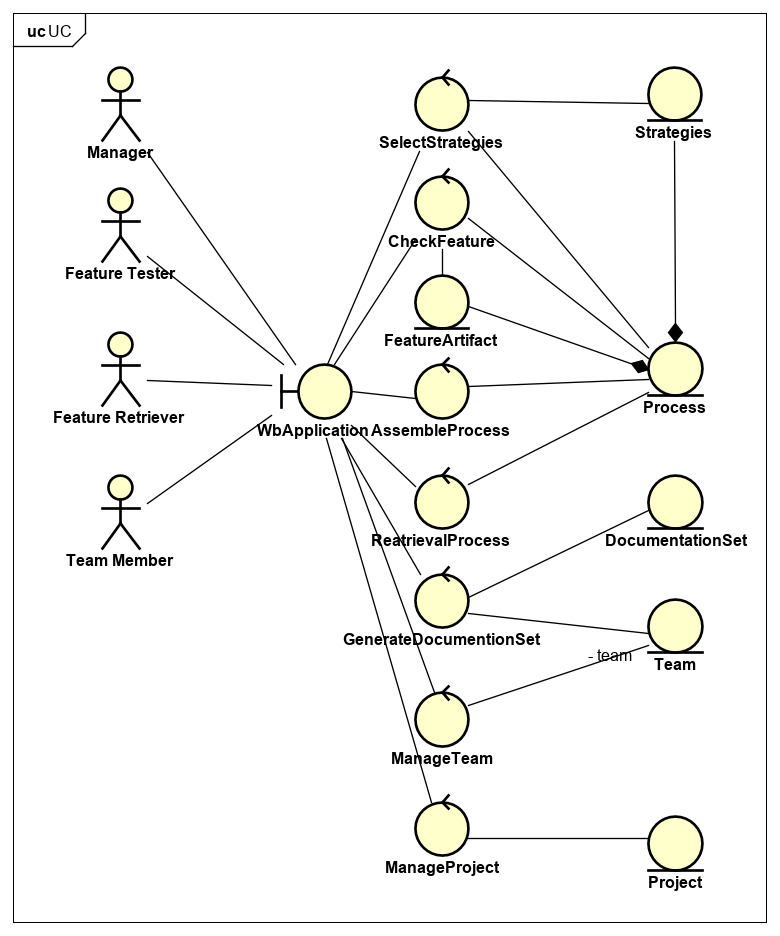 uc UC
Manager
SelectStrategies
Strategies
CheckFeature
Feature Tester
FeatureArtifact
Feature Retriever
WbApplication
AssembleProcess
Process
Team Member
ReatrievalProcess
DocumentationSet
GenerateDocumentionSet
- team
Team
ManageTeam
ManageProject
Project